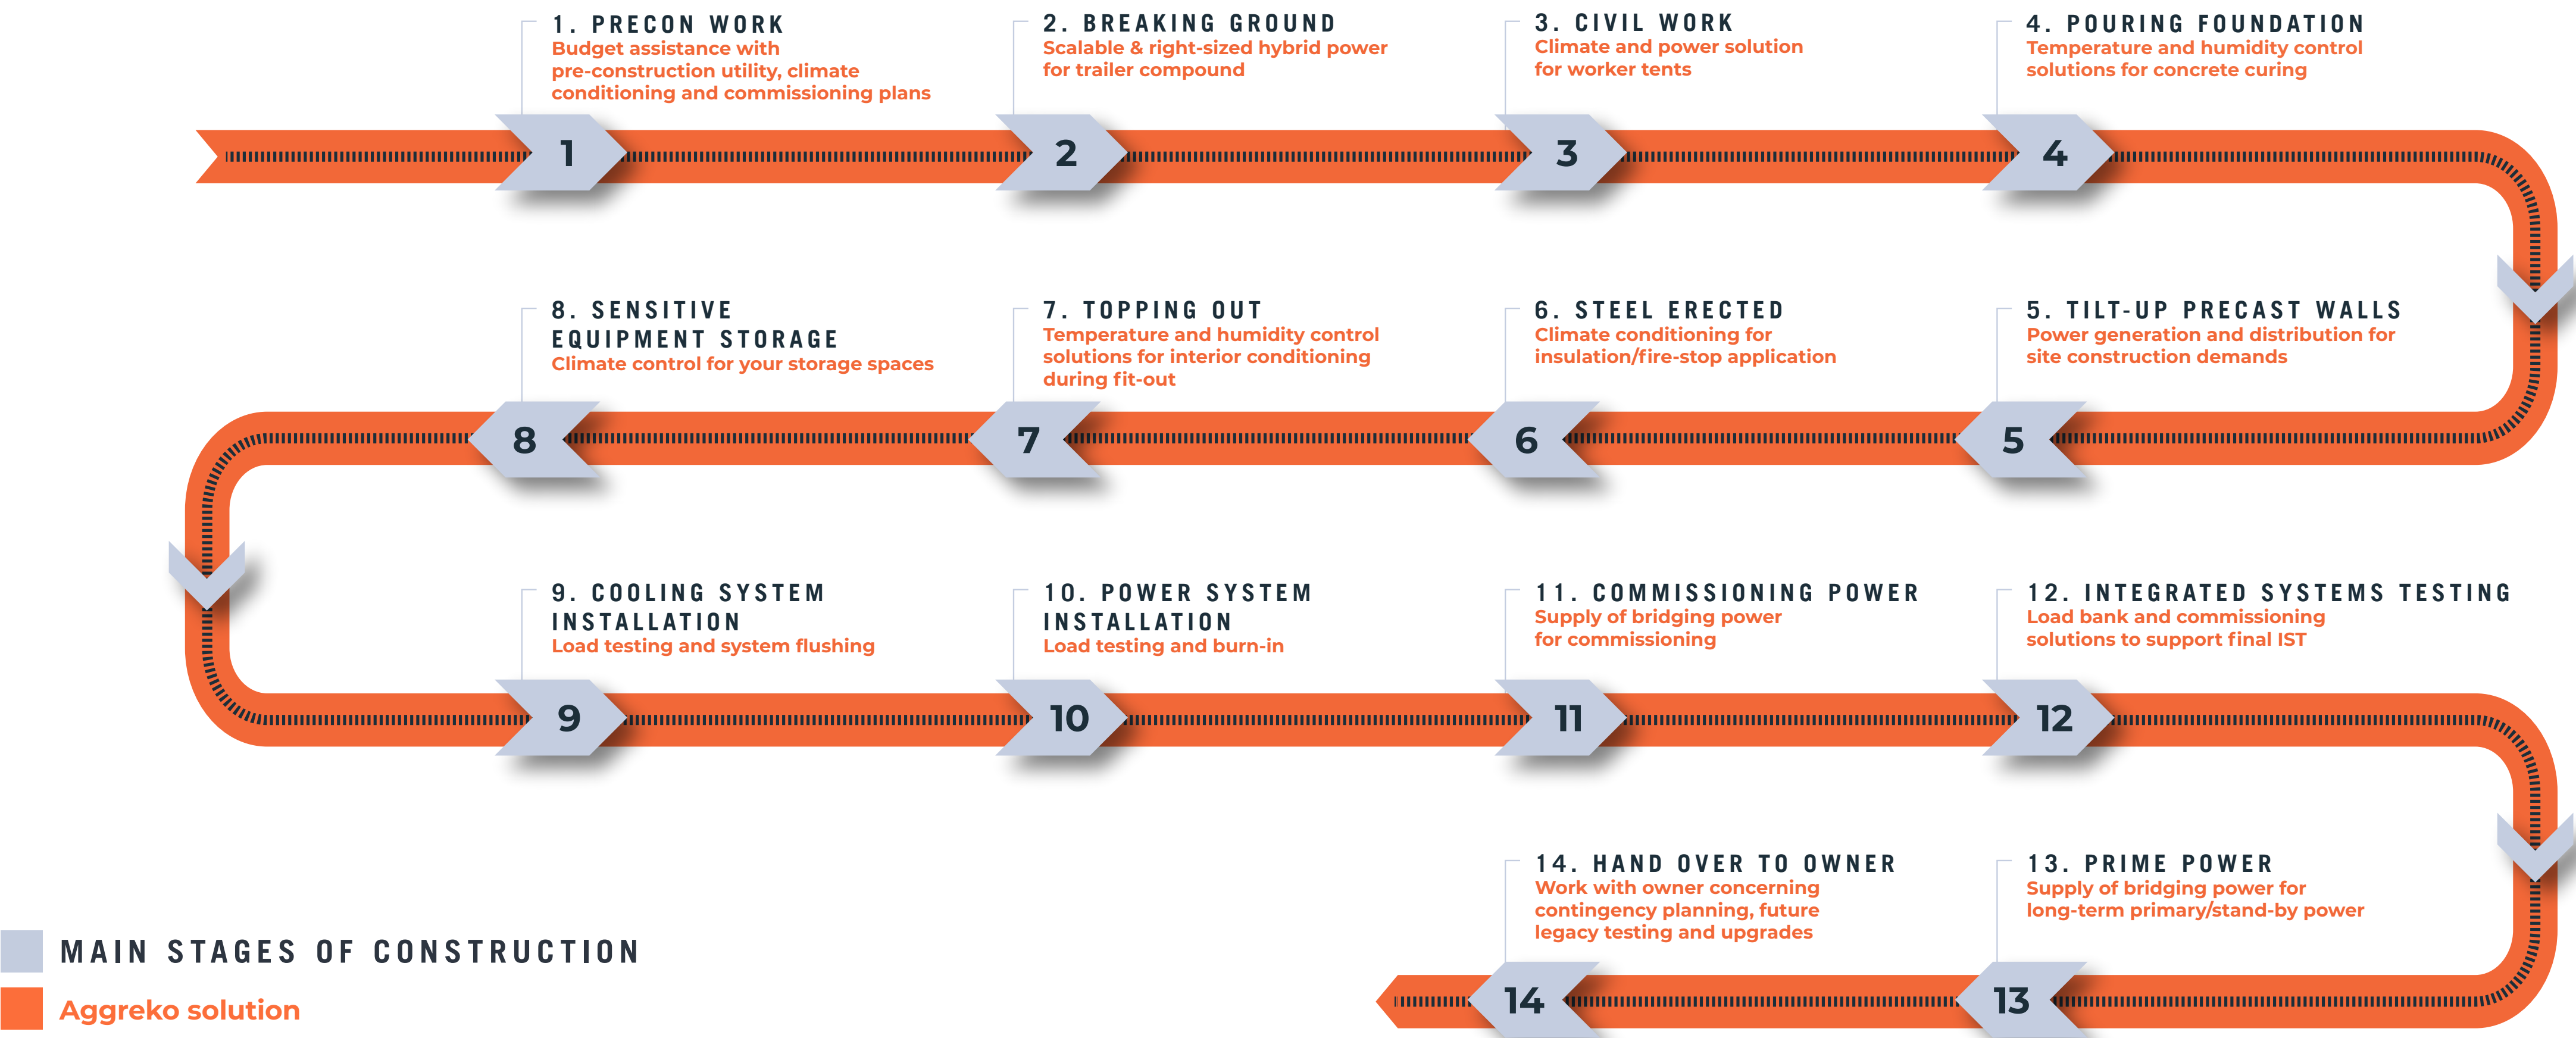 1. PRECON WORK
Budget assistance with
pre-construction utility, climate
conditioning and commissioning plans
2. BREAKING GROUND
Scalable & right-sized hybrid power
for trailer compound
3. CIVIL WORK
Climate and power solution
for worker tents
4. POURING FOUNDATION
Temperature and humidity control
solutions for concrete curing
1
2
3
4
5. TILT-UP PRECAST WALLS
Power generation and distribution for
site construction demands
6. STEEL ERECTED
Climate conditioning for
insulation/fire-stop application
7. TOPPING OUT
Temperature and humidity control
solutions for interior conditioning
during fit-out
8. SENSITIVE
EQUIPMENT STORAGE
Climate control for your storage spaces
5
6
7
8
9. COOLING SYSTEM
INSTALLATION
Load testing and system flushing
10. POWER SYSTEM
INSTALLATION
Load testing and burn-in
11. COMMISSIONING POWER
Supply of bridging power
for commissioning
12. INTEGRATED SYSTEMS TESTING
Load bank and commissioning
solutions to support final IST
9
10
11
12
13. PRIME POWER
Supply of bridging power for
long-term primary/stand-by power
14. HAND OVER TO OWNER
Work with owner concerning
contingency planning, future
legacy testing and upgrades
13
14
MAIN STAGES OF CONSTRUCTION
Aggreko solution